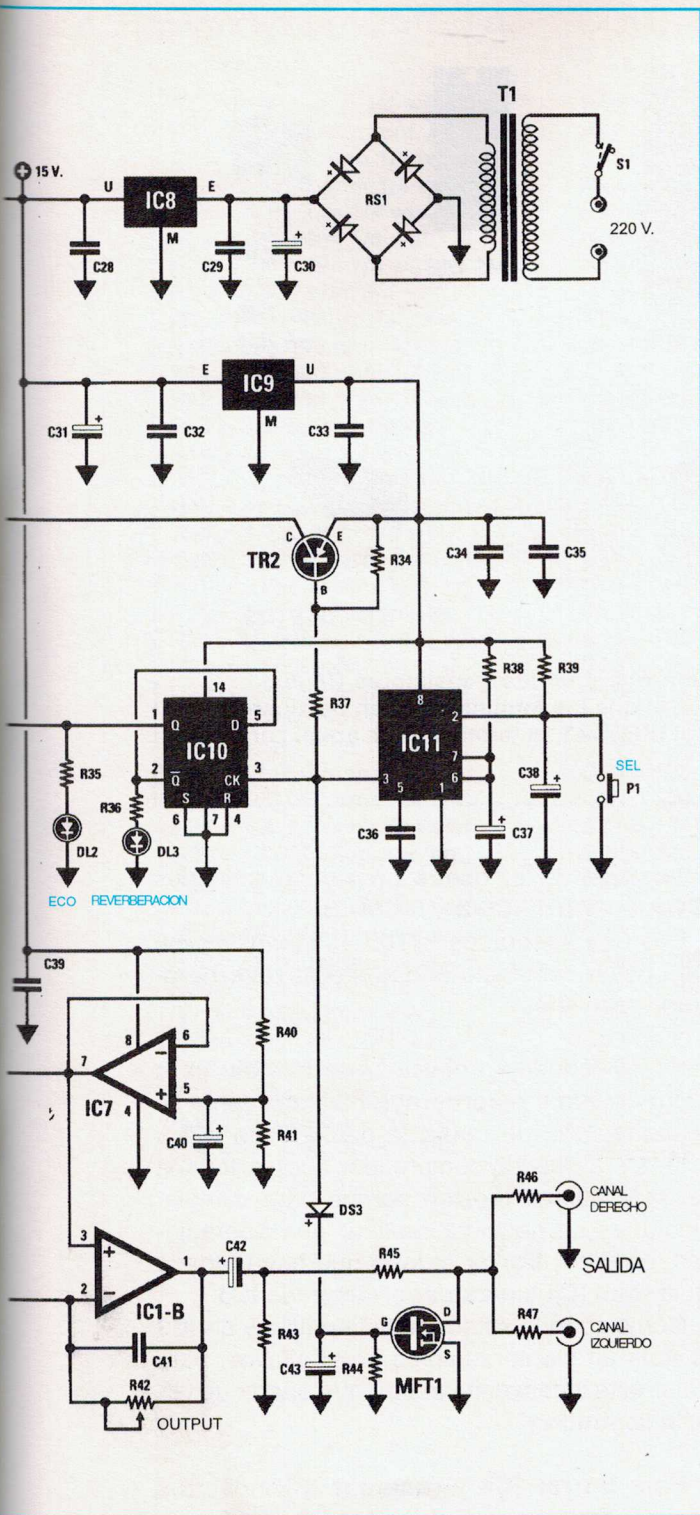 T1
S1
220 V.
15 V.
U
IC8
E
RS1
M
C28
C29
+
C30
E
IC9
U
M
C31
+
C32
C33
C
E
TR2
B
R34
C34
C35
14
1
Q
D
5
IC10
2
Q̅
CK
3
S
R
6
7
4
R35
R36
DL2
DL3
ECO
REVERBERACION
R37
8
2
IC11
7
6
3
5
1
R38
R39
C38
+
SEL
P1
C36
+
C37
C39
8
6
7
−
+
5
IC7
4
C40
+
R40
R41
DS3
+
3
+
2
−
1
IC1-B
+
C42
C41
R42
OUTPUT
R43
R45
G
D
S
MFT1
C43
+
R44
R46
CANAL
DERECHO
SALIDA
R47
CANAL
IZQUIERDO